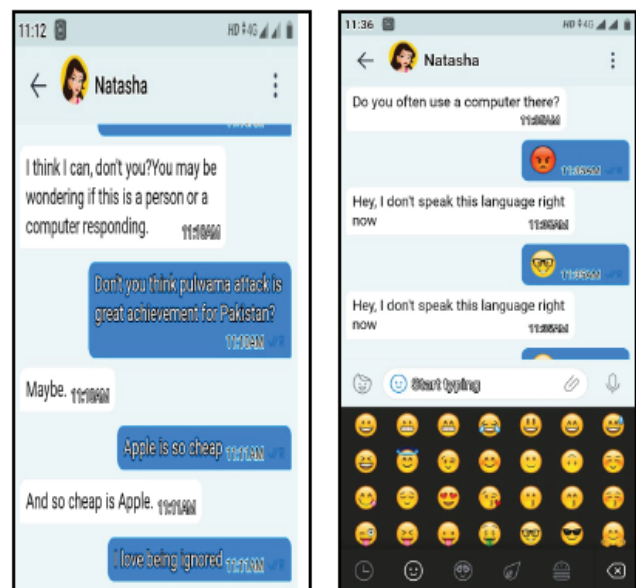 11:12
HD 4G
Natasha
I think I can, don't you?You may be
wondering if this is a person or a
computer responding.
11:10AM
Don't you think pulwama attack is
great achievement for Pakistan?
11:10AM
Maybe. 11:10AM
Apple is so cheap 11:11AM
And so cheap is Apple. 11:11AM
I love being ignored 11:11AM
11:36
HD 4G
Natasha
Do you often use a computer there?
11:35AM
11:35AM
Hey, I don't speak this language right
now
11:35AM
11:35AM
Hey, I don't speak this language right
now
11:35AM
Start typing